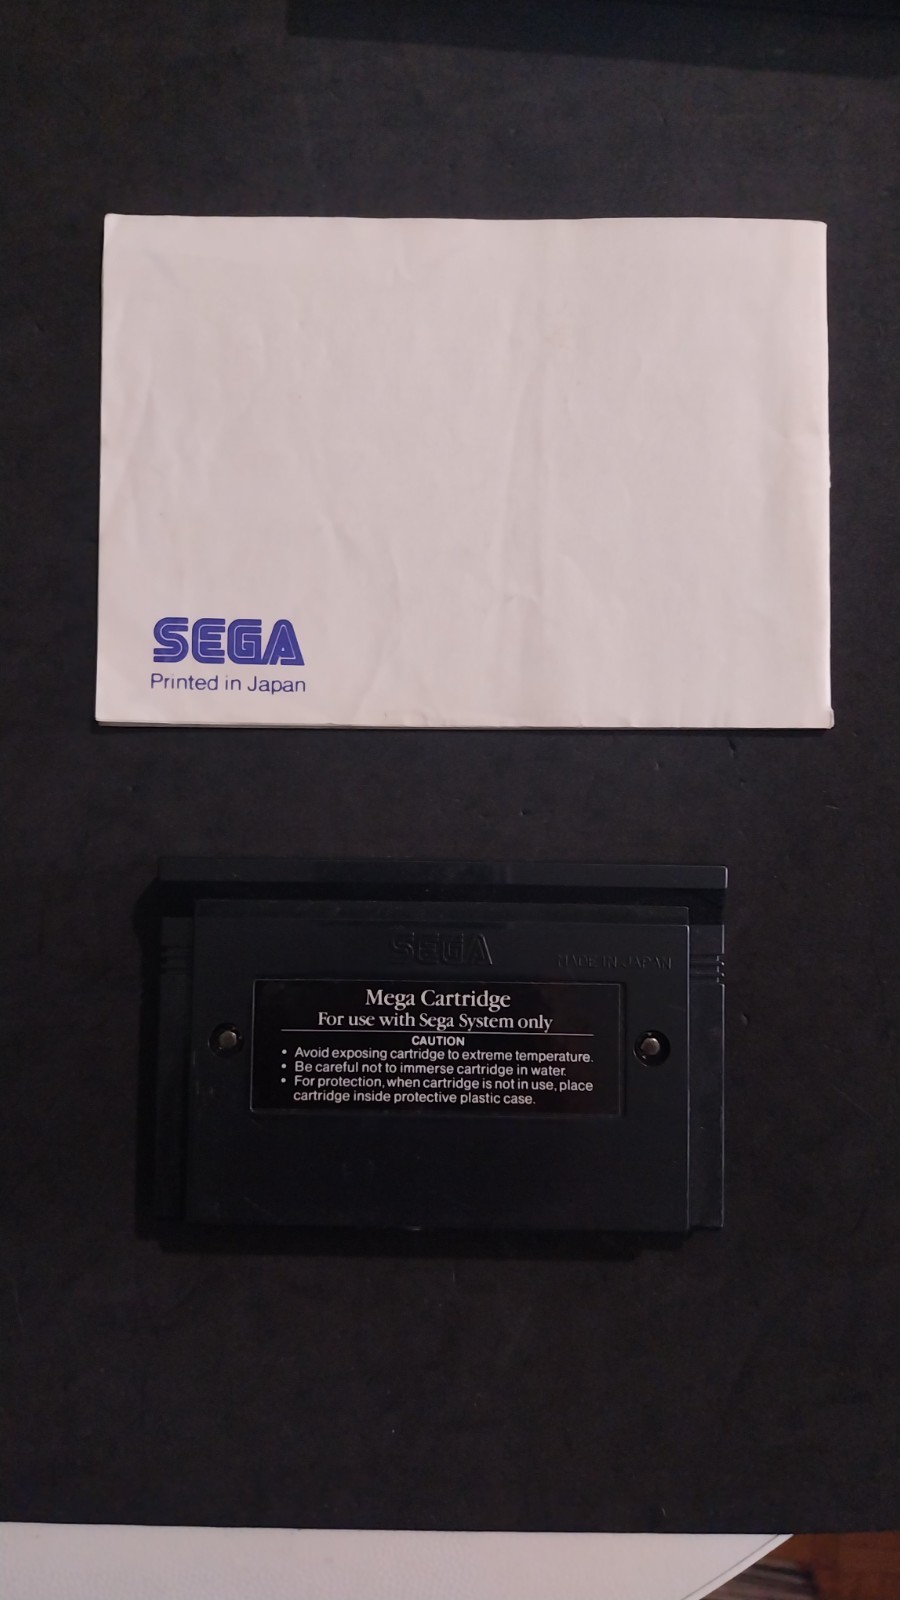 SEGA
Printed in Japan
SEGA
MADE IN JAPAN
Mega Cartridge
For use with Sega System only
CAUTION
• Avoid exposing cartridge to extreme temperature.
• Be careful not to immerse cartridge in water.
• For protection, when cartridge is not in use, place
cartridge inside protective plastic case.